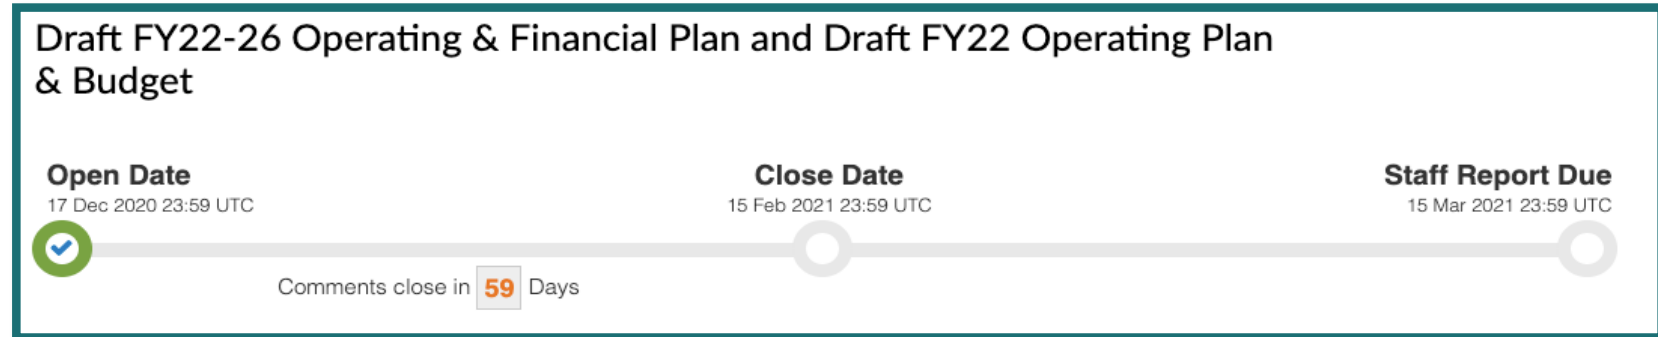 Draft FY22-26 Operating & Financial Plan and Draft FY22 Operating Plan
& Budget
Open Date
17 Dec 2020 23:59 UTC
Close Date
15 Feb 2021 23:59 UTC
Staff Report Due
15 Mar 2021 23:59 UTC
Comments close in 59 Days